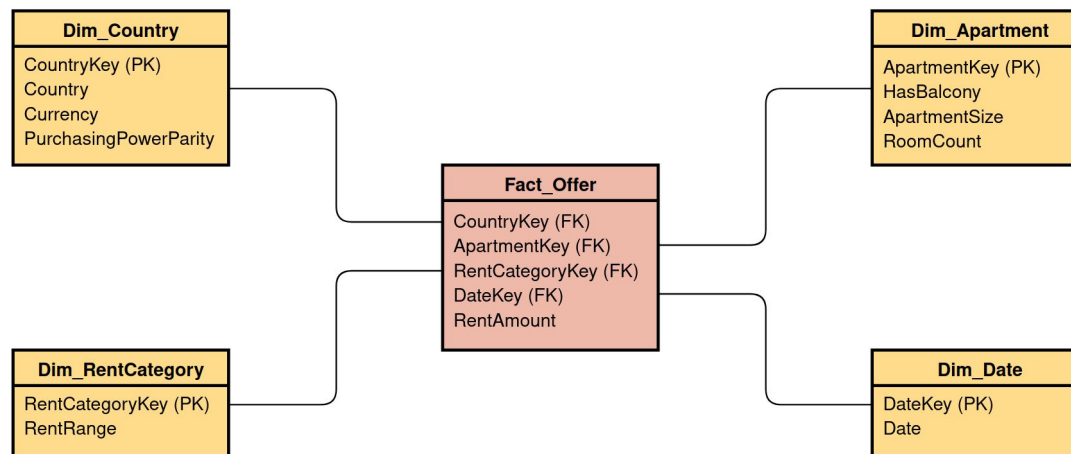 Dim_Country
CountryKey (PK)
Country
Currency
PurchasingPowerParity
Dim_Apartment
ApartmentKey (PK)
HasBalcony
ApartmentSize
RoomCount
Fact_Offer
CountryKey (FK)
ApartmentKey (FK)
RentCategoryKey (FK)
DateKey (FK)
RentAmount
Dim_RentCategory
RentCategoryKey (PK)
RentRange
Dim_Date
DateKey (PK)
Date